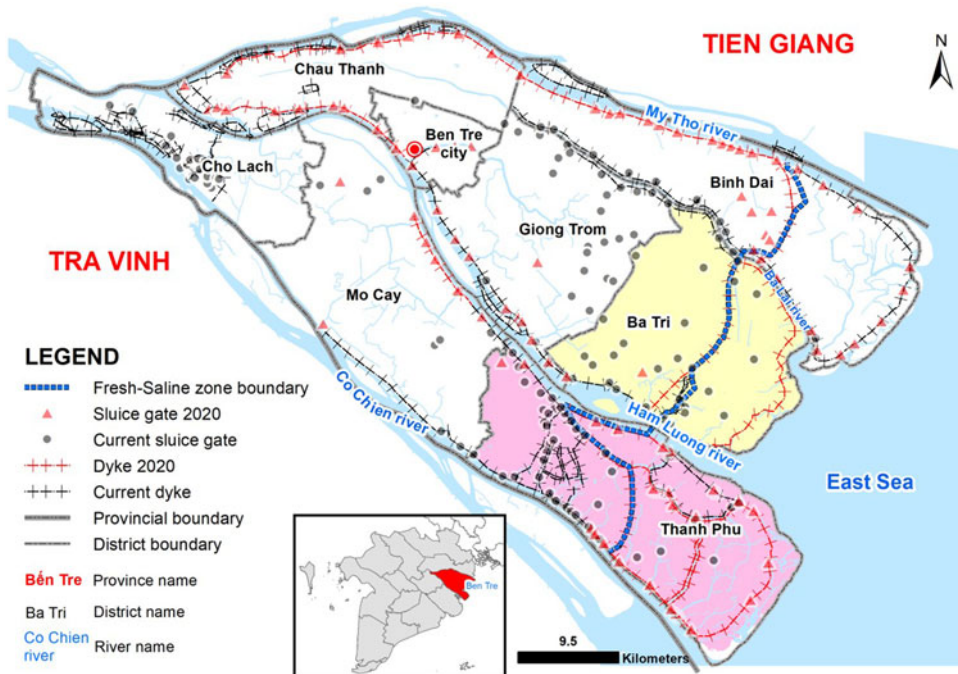 TIEN GIANG
N
Chau Thanh
My Tho river
Ben Tre
city
Cho Lach
Binh Dai
Giong Trom
TRA VINH
Mo Cay
Ba Lai river
Ba Tri
LEGEND
Fresh-Saline zone boundary
Sluice gate 2020
Current sluice gate
Dyke 2020
Current dyke
Provincial boundary
District boundary
Bến Tre Province name
Ba Tri District name
Co Chien
river River name
Co Chien river
Ham Luong river
East Sea
Thanh Phu
Ben Tre
9.5
Kilometers